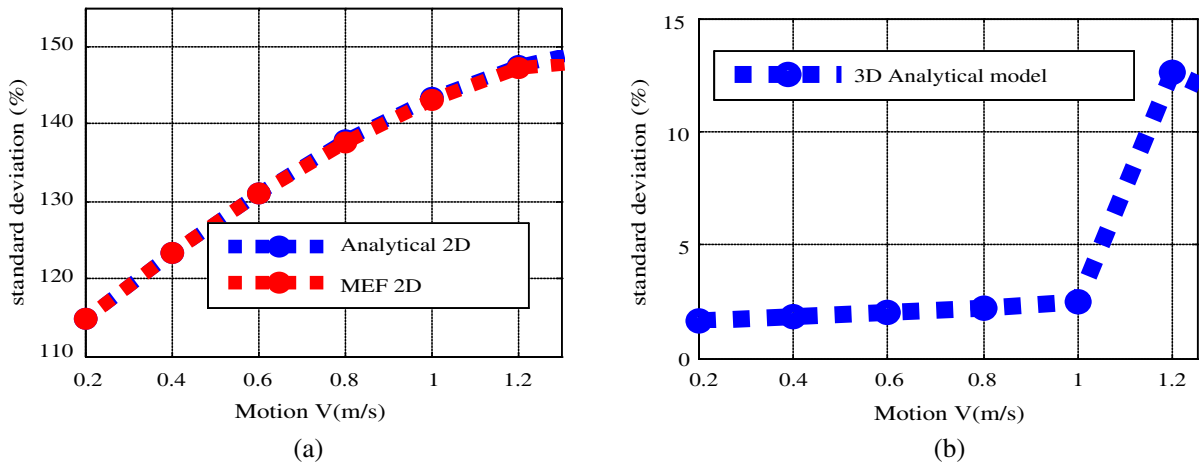 150
140
130
120
110
standard deviation (%)
Analytical 2D
MEF 2D
0.2 0.4 0.6 0.8 1 1.2
Motion V(m/s)
(a)
15
10
5
0
standard deviation (%)
3D Analytical model
0.2 0.4 0.6 0.8 1 1.2
Motion V(m/s)
(b)